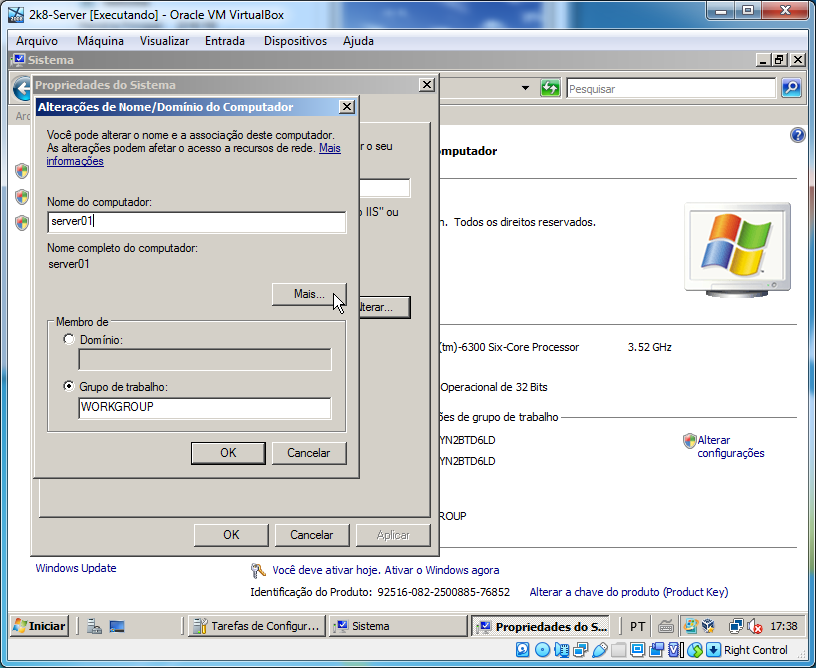 2k8-Server [Executando] - Oracle VM VirtualBox
Arquivo Máquina Visualizar Entrada Dispositivos Ajuda
Sistema
Propriedades do Sistema
Pesquisar
Alterações de Nome/Domínio do Computador
Você pode alterar o nome e a associação deste computador.
As alterações podem afetar o acesso a recursos de rede. Mais
informações
r o seu
omputador
Nome do computador:
server01
o IIS" ou
Todos os direitos reservados.
Nome completo do computador:
server01
Mais...
lterar...
Membro de
Domínio:
(tm)-6300 Six-Core Processor 3.52 GHz
Grupo de trabalho:
WORKGROUP
Operacional de 32 Bits
ões de grupo de trabalho
YN2BTD6LD
Alterar
configurações
OK Cancelar
YN2BTD6LD
GROUP
OK Cancelar Aplicar
Windows Update
Você deve ativar hoje. Ativar o Windows agora
Identificação do Produto: 92516-082-2500885-76852 Alterar a chave do produto (Product Key)
Iniciar Tarefas de Configur... Sistema Propriedades do S... PT 17:38
Right Control